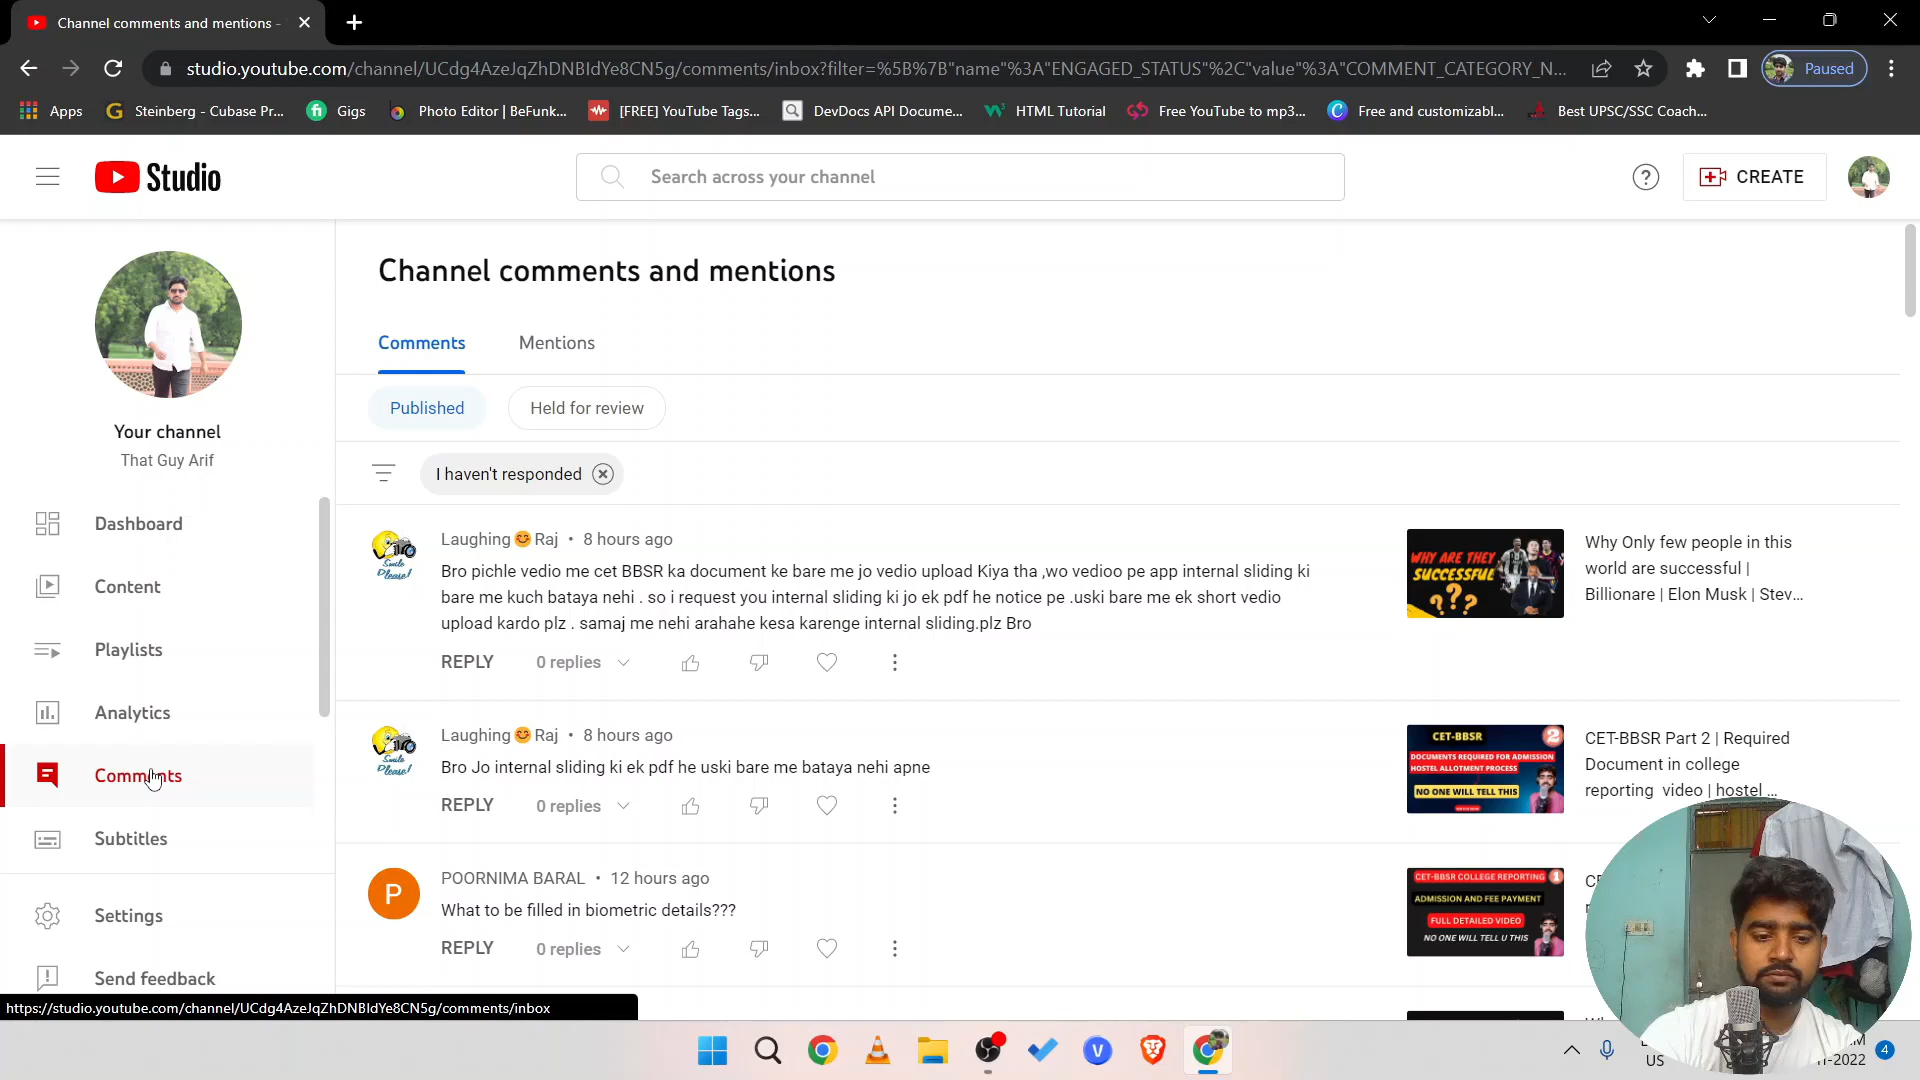 Channel comments and mentions -
studio.youtube.com/channel/UCdg4AzeJqZhDNBIdYe8CN5g/comments/inbox?filter=%5B%7B"name"%3A"ENGAGED_STATUS"%2C"value"%3A"COMMENT_CATEGORY_N...
Paused
Apps
Steinberg - Cubase Pr...
Gigs
Photo Editor | BeFunk...
[FREE] YouTube Tags...
DevDocs API Docume...
HTML Tutorial
Free YouTube to mp3...
Free and customizabl...
Best UPSC/SSC Coach...
Studio
Search across your channel
CREATE
Your channel
That Guy Arif
Dashboard
Content
Playlists
Analytics
Comments
Subtitles
Settings
Send feedback
https://studio.youtube.com/channel/UCdg4AzeJqZhDNBIdYe8CN5g/comments/inbox
Channel comments and mentions
Comments
Mentions
Published
Held for review
I haven't responded
Laughing😊Raj • 8 hours ago
Bro pichle vedio me cet BBSR ka document ke bare me jo vedio upload Kiya tha ,wo vedioo pe app internal sliding ki
bare me kuch bataya nehi . so i request you internal sliding ki jo ek pdf he notice pe .uski bare me ek short vedio
upload kardo plz . samaj me nehi arahahe kesa karenge internal sliding.plz Bro
REPLY 0 replies
WHY ARE THEY
SUCCESSFUL
???
Why Only few people in this
world are successful |
Billionare | Elon Musk | Stev...
Laughing😊Raj • 8 hours ago
Bro Jo internal sliding ki ek pdf he uski bare me bataya nehi apne
REPLY 0 replies
CET-BBSR
2
DOCUMENTS REQUIRED FOR ADMISSION
HOSTEL ALLOTMENT PROCESS
NO ONE WILL TELL THIS
CET-BBSR Part 2 | Required
Document in college
reporting video | hostel ...
P
POORNIMA BARAL • 12 hours ago
What to be filled in biometric details???
REPLY 0 replies
CET-BBSR COLLEGE REPORTING
1
ADMISSION AND FEE PAYMENT
FULL DETAILED VIDEO
NO ONE WILL TELL U THIS
US
-2022
4